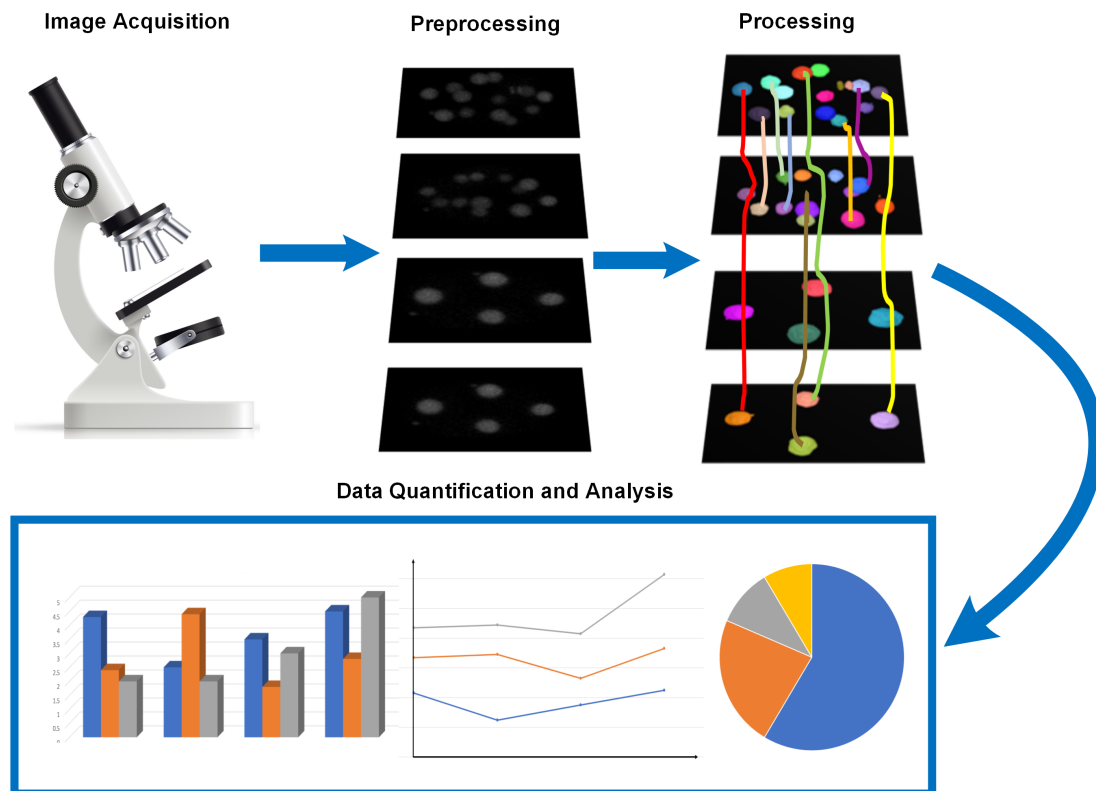 Image Acquisition
Preprocessing
Processing
Data Quantification and Analysis
5
4.5
4
3.5
3
2.5
2
1.5
1
0.5
0